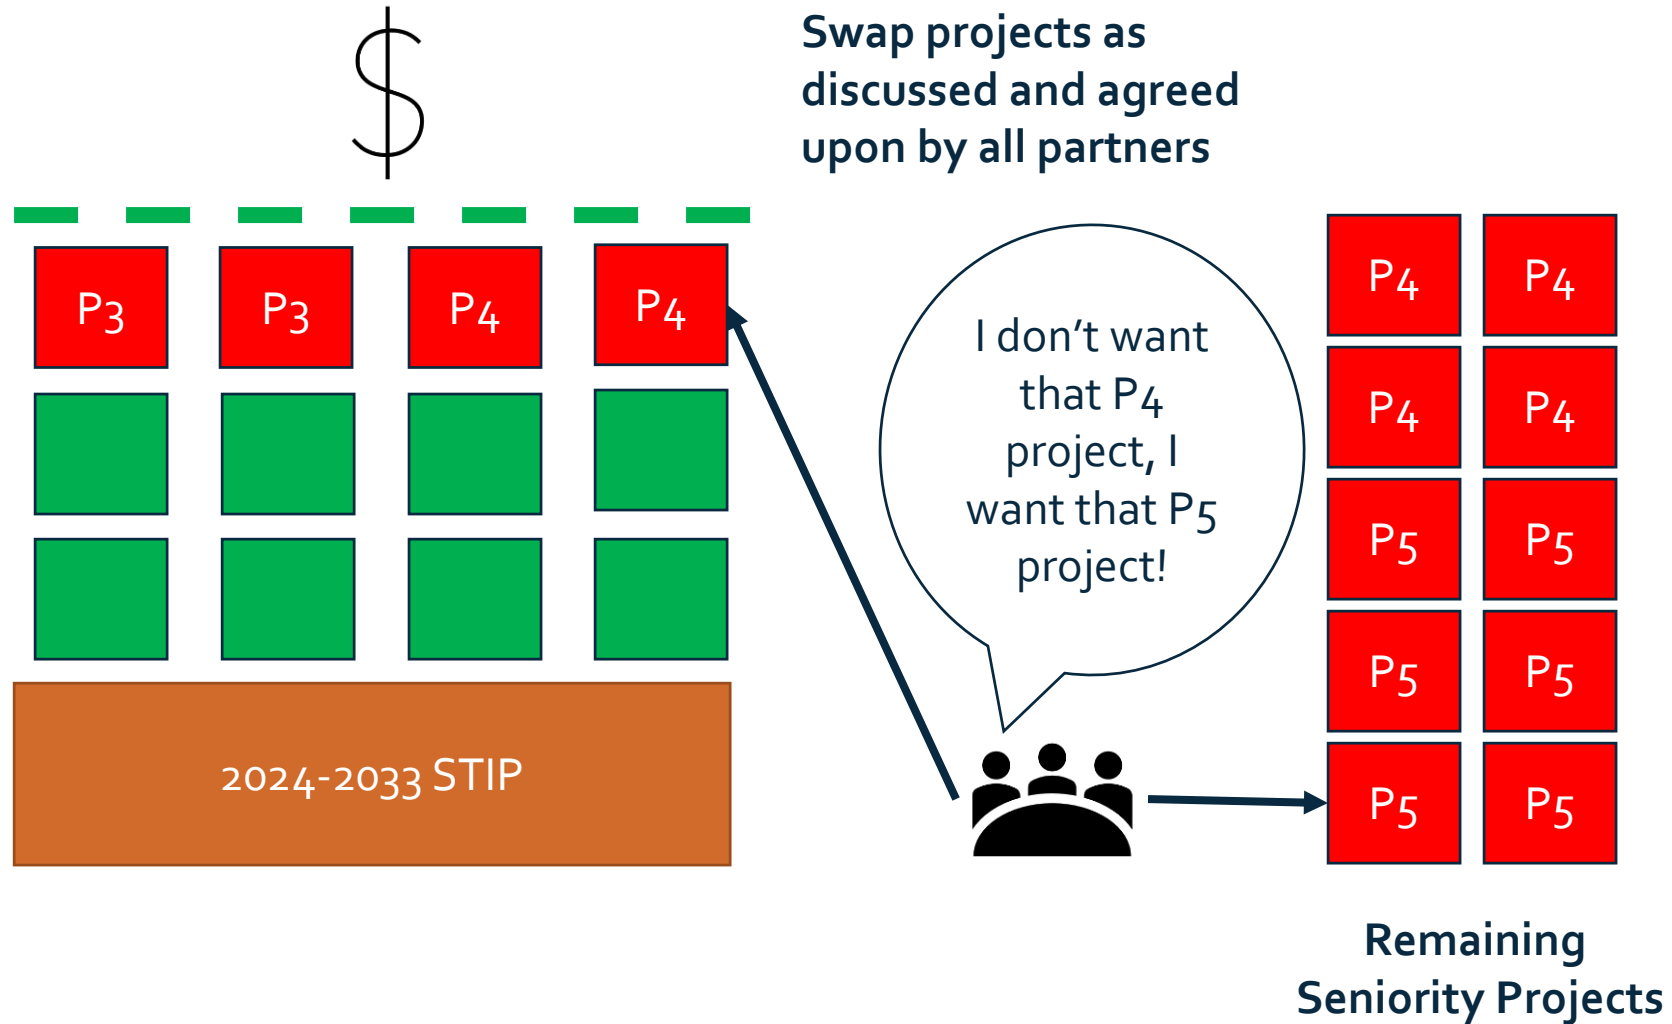 $
Swap projects as
discussed and agreed
upon by all partners
P3
P3
P4
P4
2024-2033 STIP
I don’t want
that P4
project, I
want that P5
project!
P4
P4
P4
P4
P5
P5
P5
P5
P5
P5
Remaining
Seniority Projects